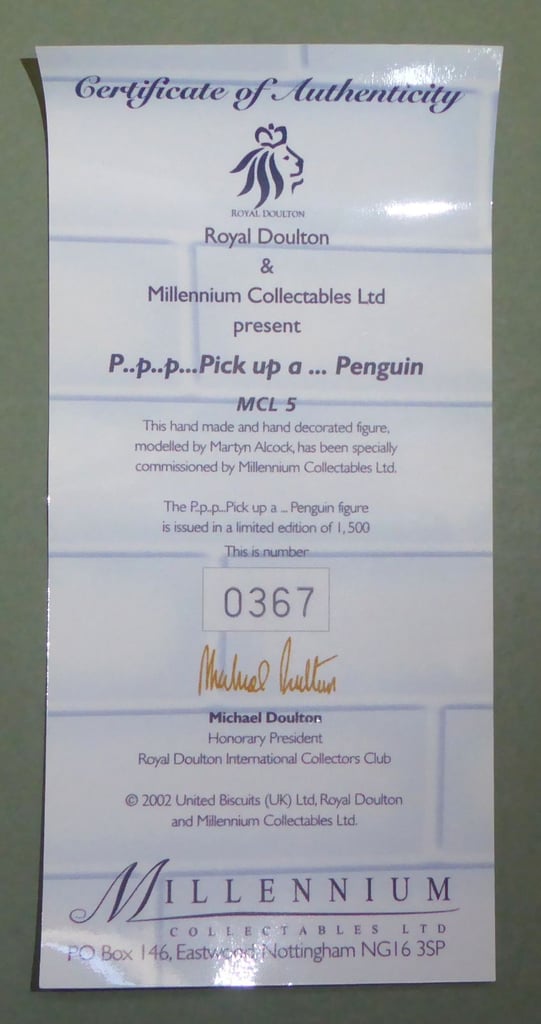 Certificate of Authenticity
ROYAL DOULTON
Royal Doulton
&
Millennium Collectables Ltd
present
P..p..p...Pick up a ... Penguin
MCL 5
This hand made and hand decorated figure,
modelled by Martyn Alcock, has been specially
commissioned by Millennium Collectables Ltd.
The P..p..p...Pick up a ... Penguin figure
is issued in a limited edition of 1,500
This is number
0367
Michael Doulton
Michael Doulton
Honorary President
Royal Doulton International Collectors Club
© 2002 United Biscuits (UK) Ltd, Royal Doulton
and Millennium Collectables Ltd.
MILLENNIUM
COLLECTABLES LTD
PO Box 146, Eastwood, Nottingham NG16 3SP